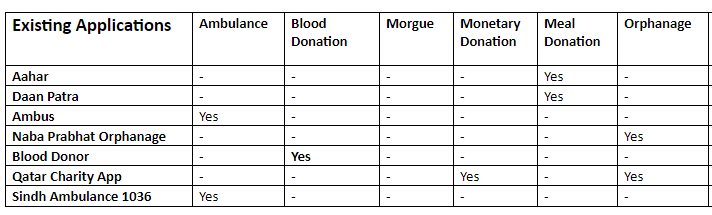 Existing Applications Ambulance Blood Donation Morgue Monetary Donation Meal Donation Orphanage
Aahar - - - - Yes -
Daan Patra - - - - Yes -
Ambus Yes - - - - -
Naba Prabhat Orphanage - - - - - Yes
Blood Donor - Yes - - - -
Qatar Charity App - - - Yes - Yes
Sindh Ambulance 1036 Yes - - - - -